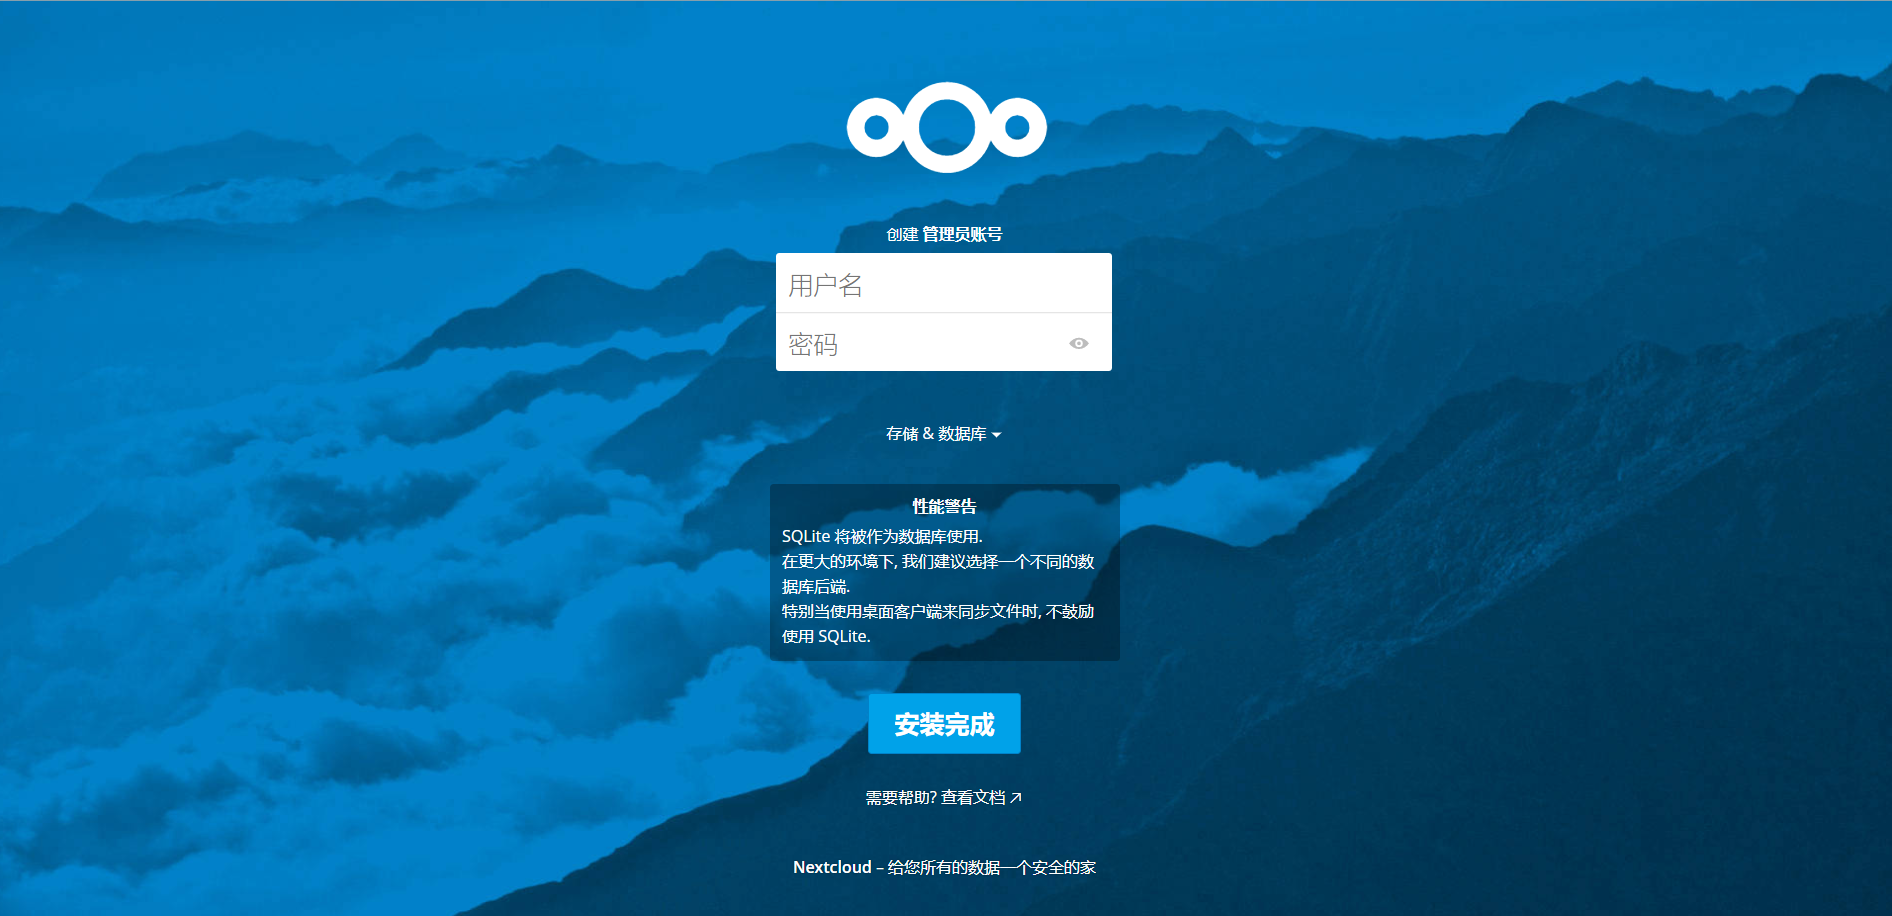 创建 管理员账号
用户名
密码
存储 & 数据库
性能警告
SQLite 将被作为数据库使用.
在更大的环境下, 我们建议选择一个不同的数
据库后端.
特别当使用桌面客户端来同步文件时, 不鼓励
使用 SQLite.
安装完成
需要帮助? 查看文档 ↗
Nextcloud – 给您所有的数据一个安全的家